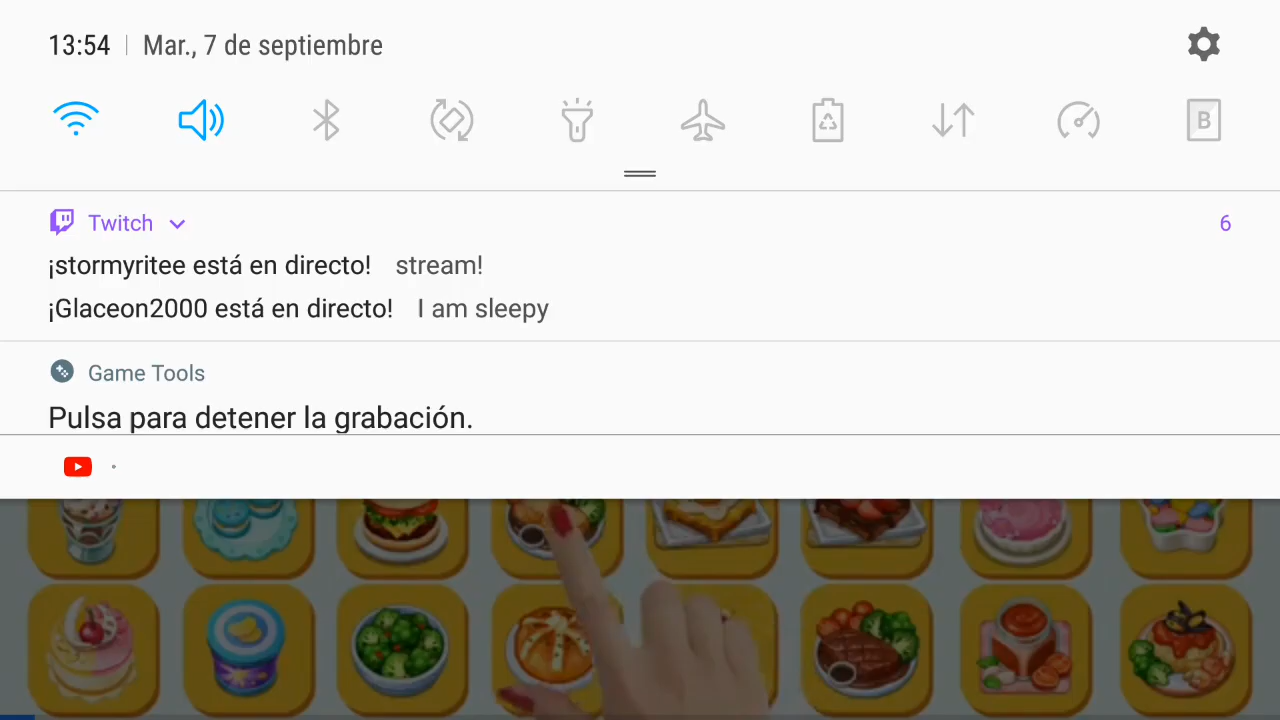 13:54 | Mar., 7 de septiembre
B
Twitch
6
¡stormyritee está en directo! stream!
¡Glaceon2000 está en directo! I am sleepy
Game Tools
Pulsa para detener la grabación.